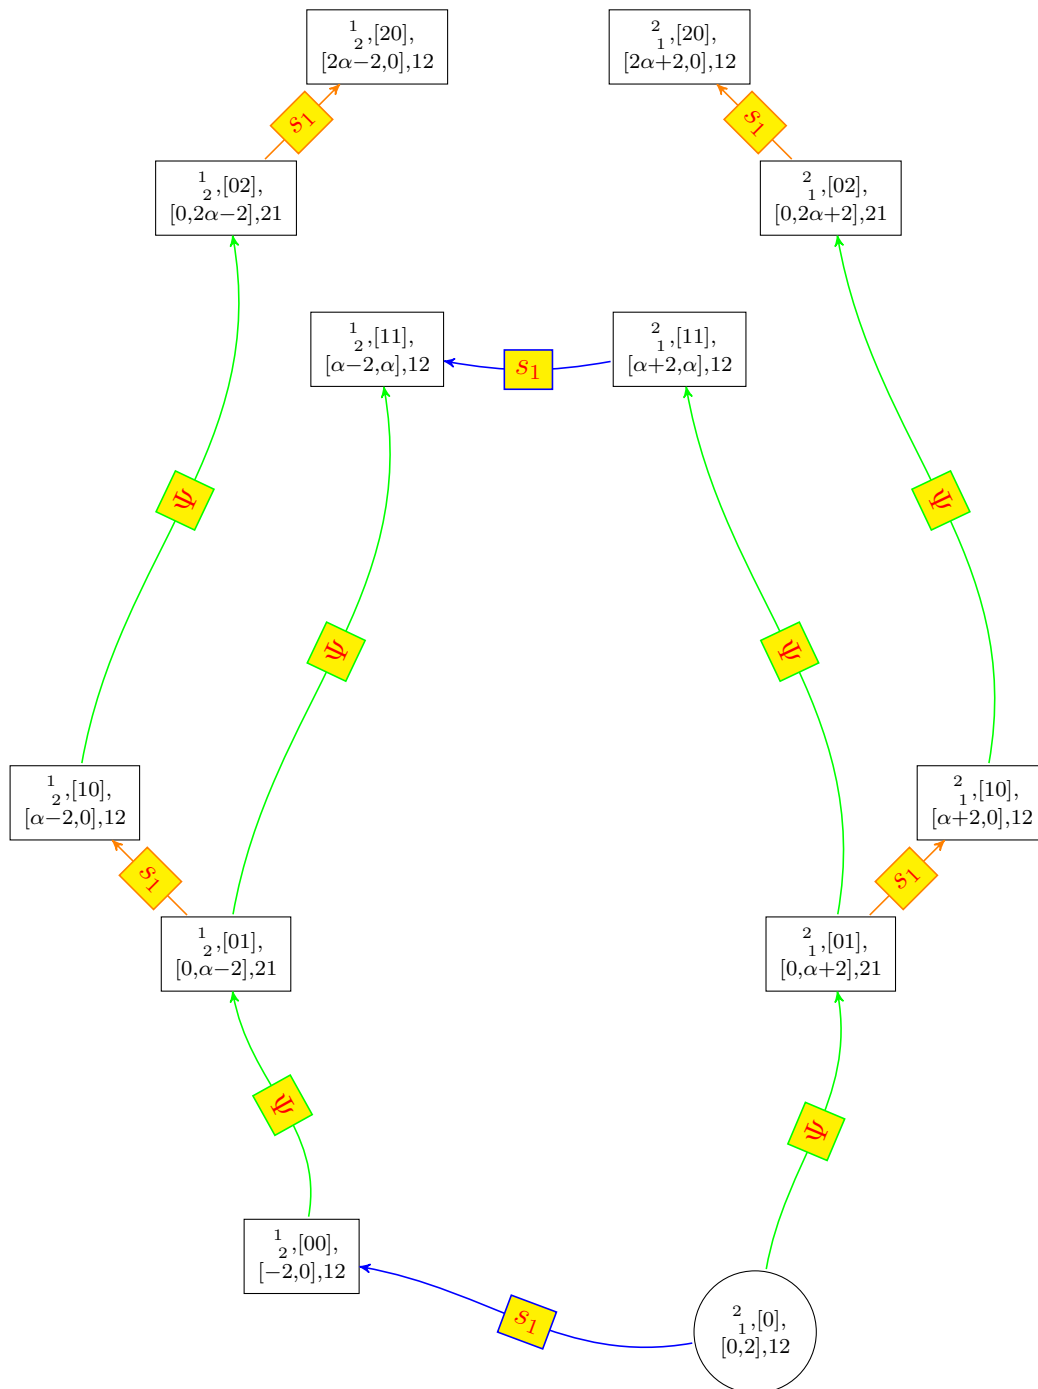 1
2,[20],
[2α−2,0],12
2
1,[20],
[2α+2,0],12
s₁
s₁
1
2,[02],
[0,2α−2],21
2
1,[02],
[0,2α+2],21
1
2,[11],
[α−2,α],12
s₁
2
1,[11],
[α+2,α],12
Ψ
Ψ
Ψ
Ψ
1
2,[10],
[α−2,0],12
2
1,[10],
[α+2,0],12
s₁
s₁
1
2,[01],
[0,α−2],21
2
1,[01],
[0,α+2],21
Ψ
Ψ
1
2,[00],
[−2,0],12
s₁
2
1,[0],
[0,2],12